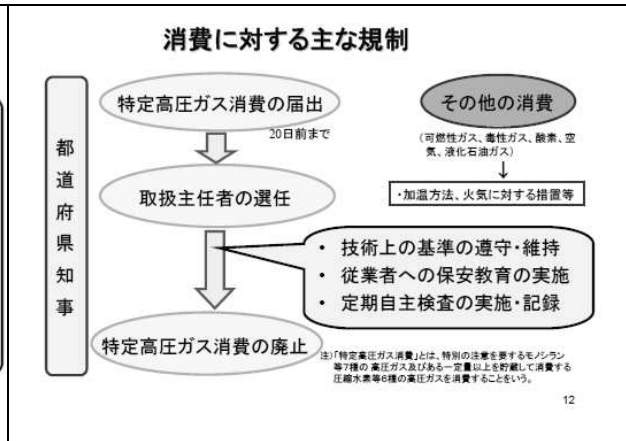 消費に対する主な規制
都道府県知事
特定高圧ガス消費の届出
20日前まで
取扱主任者の選任
・ 技術上の基準の遵守・維持
・ 従業者への保安教育の実施
・ 定期自主検査の実施・記録
特定高圧ガス消費の廃止
その他の消費
(可燃性ガス、毒性ガス、酸素、空
気、液化石油ガス)
・加温方法、火気に対する措置等
注)「特定高圧ガス消費」とは、特別の注意を要するモノシラン
等7種の 高圧ガス及びある一定量以上を貯蔵して消費する
圧縮水素等6種の高圧ガスを消費することをいう。
12